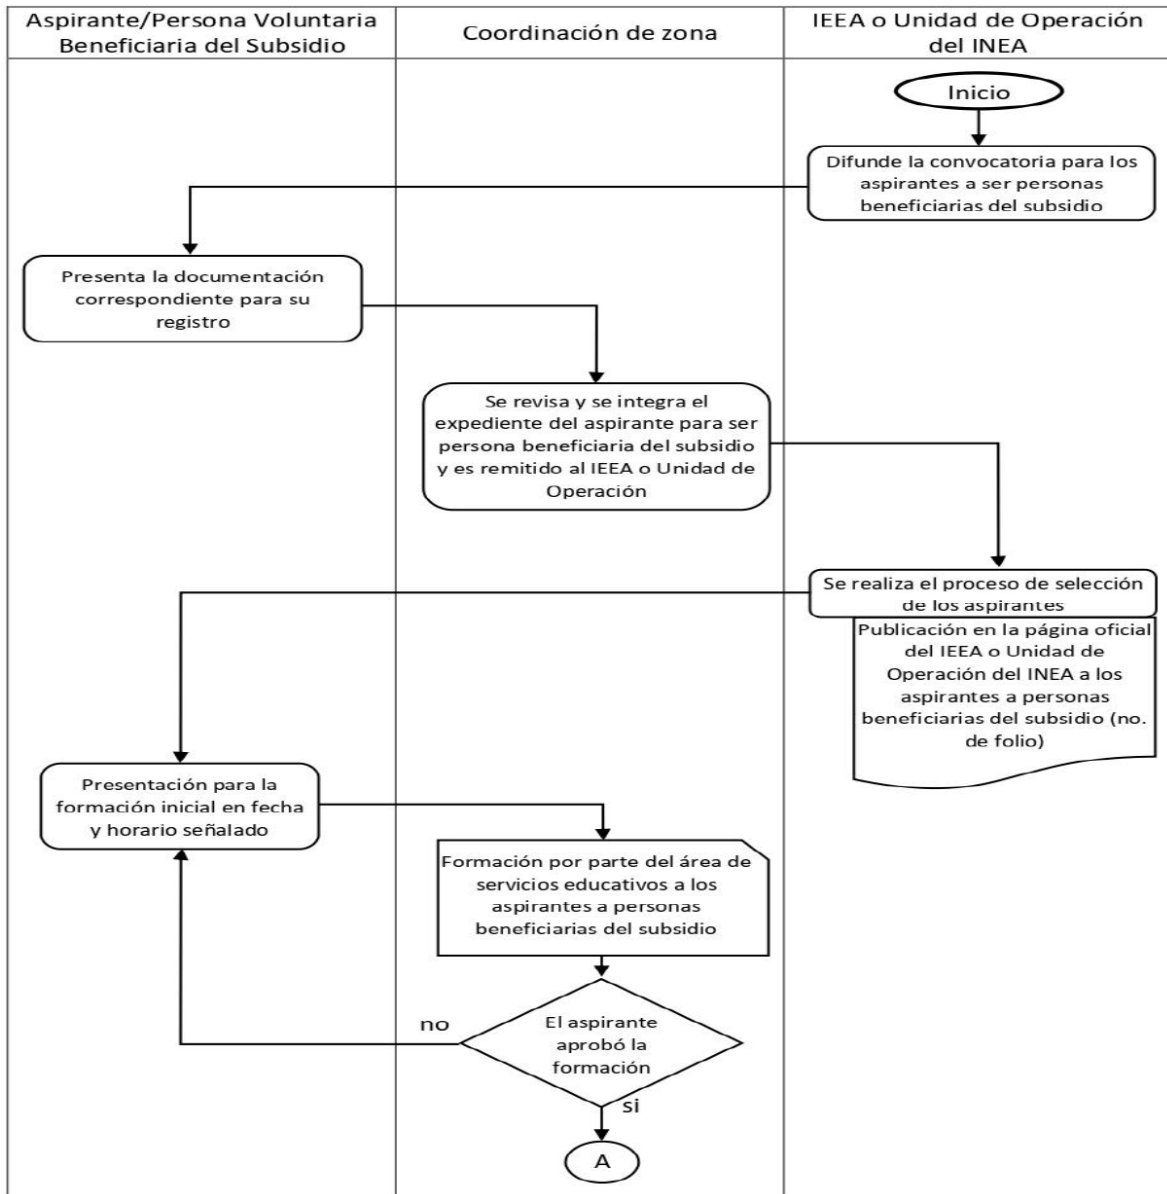 Aspirante/Persona Voluntaria
Beneficiaria del Subsidio
Coordinación de zona
IEEA o Unidad de Operación
del INEA
Inicio
Difunde la convocatoria para los
aspirantes a ser personas
beneficiarias del subsidio
Presenta la documentación
correspondiente para su
registro
Se revisa y se integra el
expediente del aspirante para ser
persona beneficiaria del subsidio
y es remitido al IEEA o Unidad de
Operación
Se realiza el proceso de selección
de los aspirantes
Publicación en la página oficial
del IEEA o Unidad de
Operación del INEA a los
aspirantes a personas
beneficiarias del subsidio (no.
de folio)
Presentación para la
formación inicial en fecha
y horario señalado
Formación por parte del área de
servicios educativos a los
aspirantes a personas
beneficiarias del subsidio
no
El aspirante
aprobó la
formación
si
A